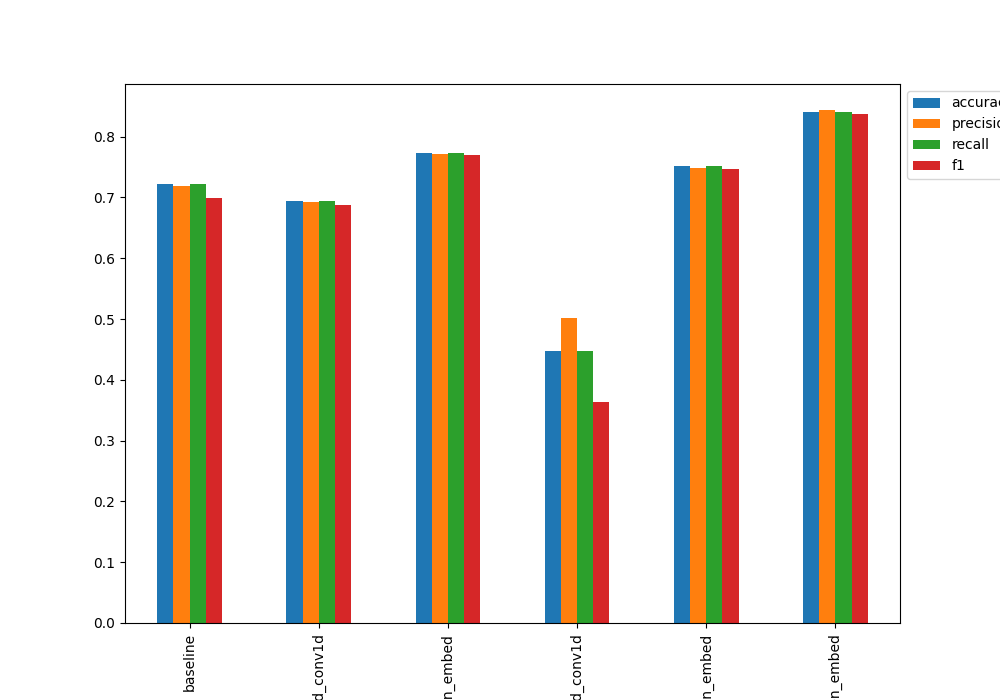 accurac
precisio
recall
f1
0.8
0.7
0.6
0.5
0.4
0.3
0.2
0.1
0.0
baseline
d_conv1d
n_embed
d_conv1d
n_embed
n_embed